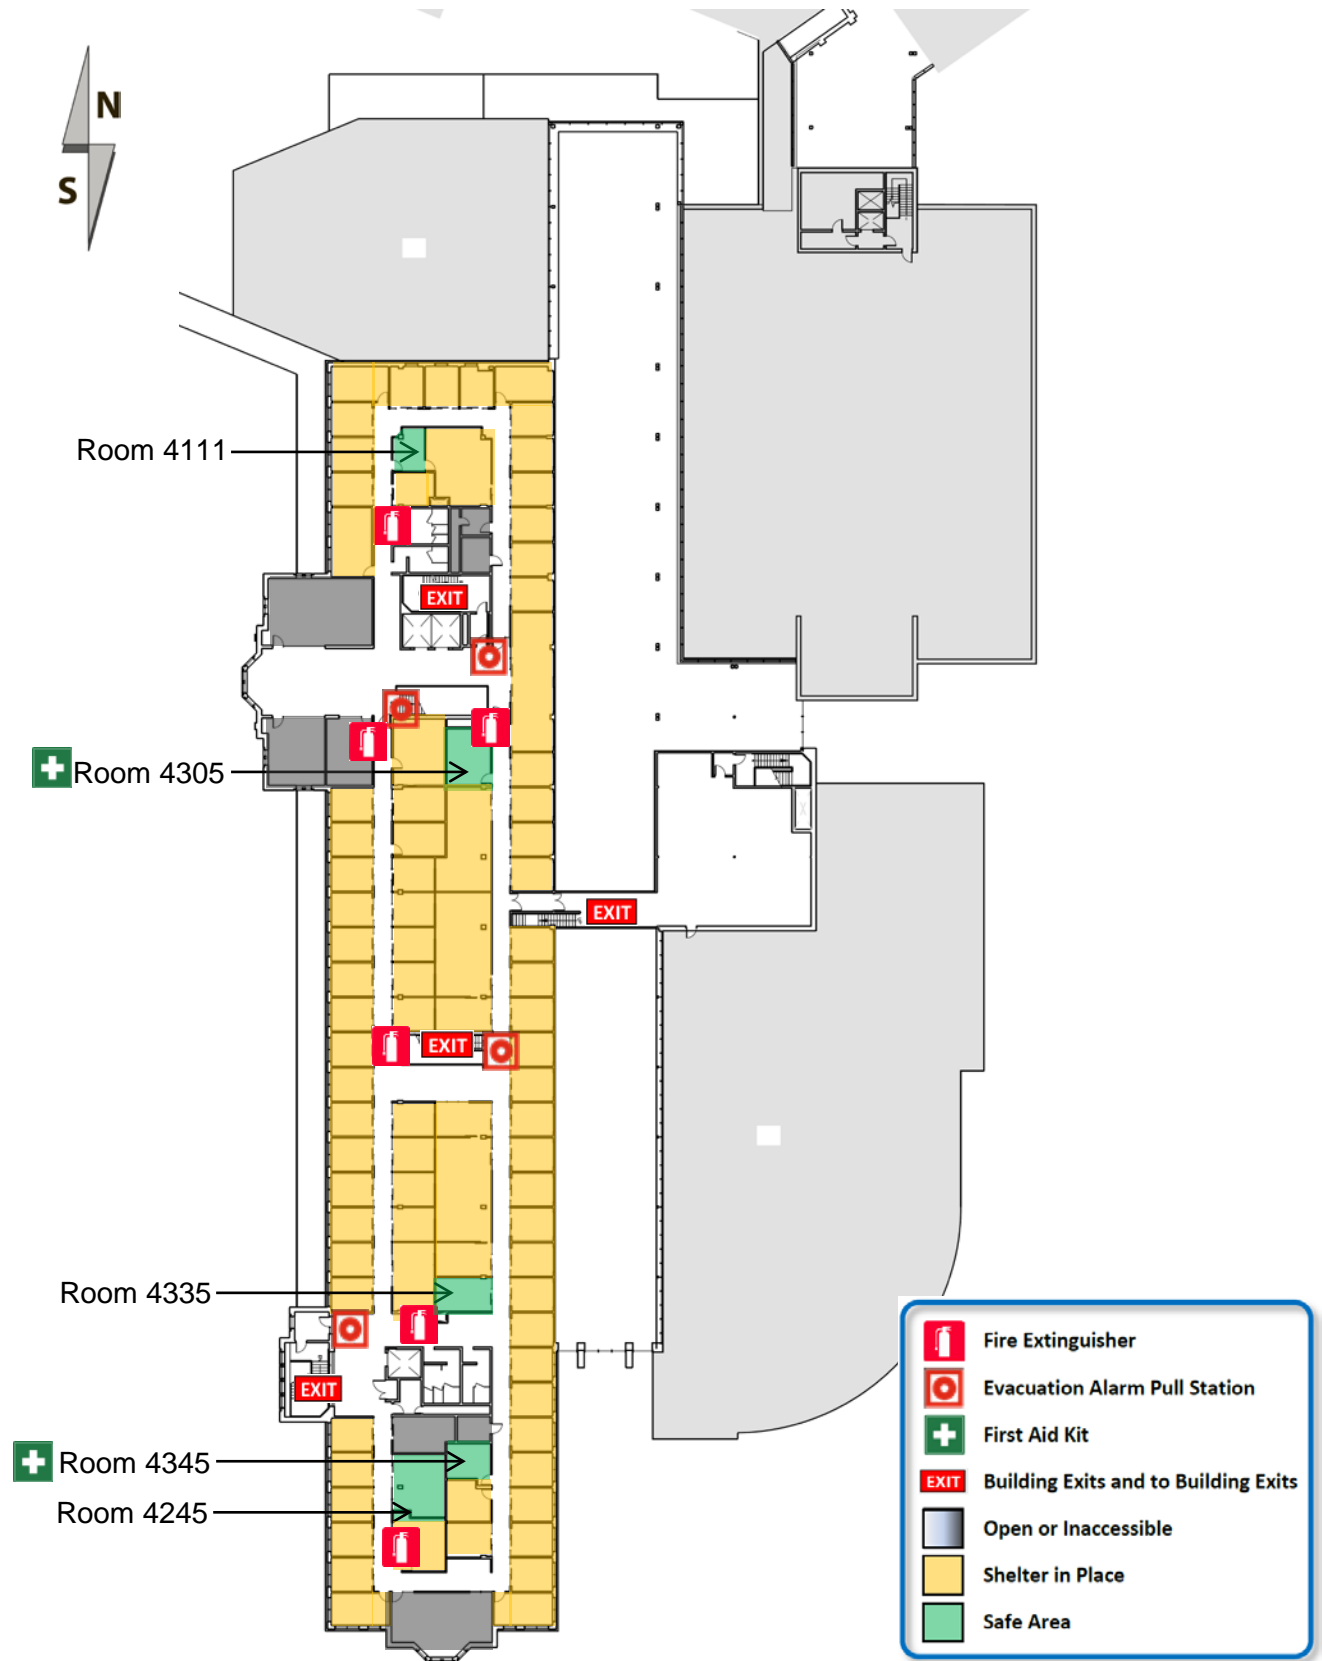 N
S
Room 4111
EXIT
Room 4305
EXIT
EXIT
Room 4335
EXIT
Room 4345
Room 4245
Fire Extinguisher
Evacuation Alarm Pull Station
First Aid Kit
EXIT Building Exits and to Building Exits
Open or Inaccessible
Shelter in Place
Safe Area